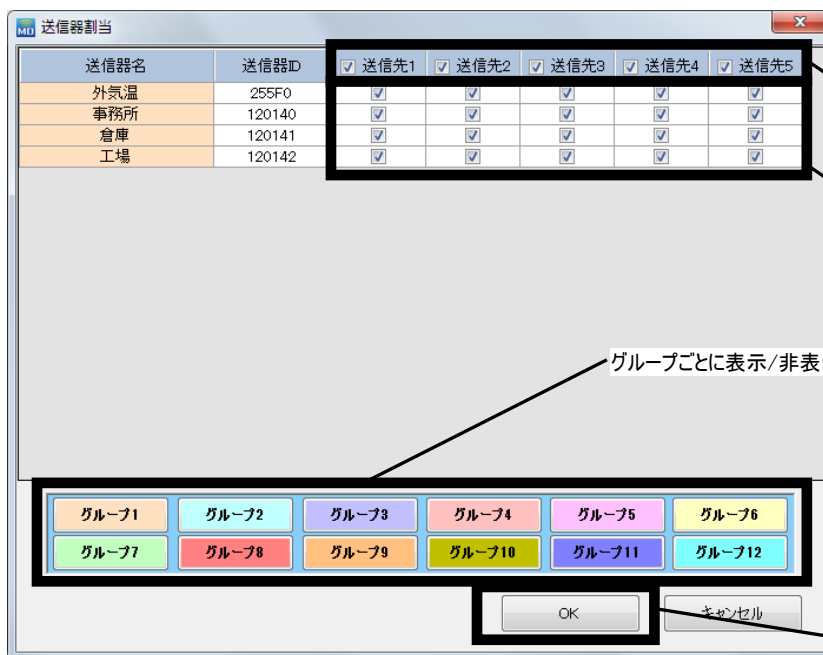 MD 送信器割当
送信器名 送信器ID 送信先1 送信先2 送信先3 送信先4 送信先5
外気温 255F0
事務所 120140
倉庫 120141
工場 120142
グループごとに表示/非表
グループ1 グループ2 グループ3 グループ4 グループ5 グループ6
グループ7 グループ8 グループ9 グループ10 グループ11 グループ12
OK キャンセル